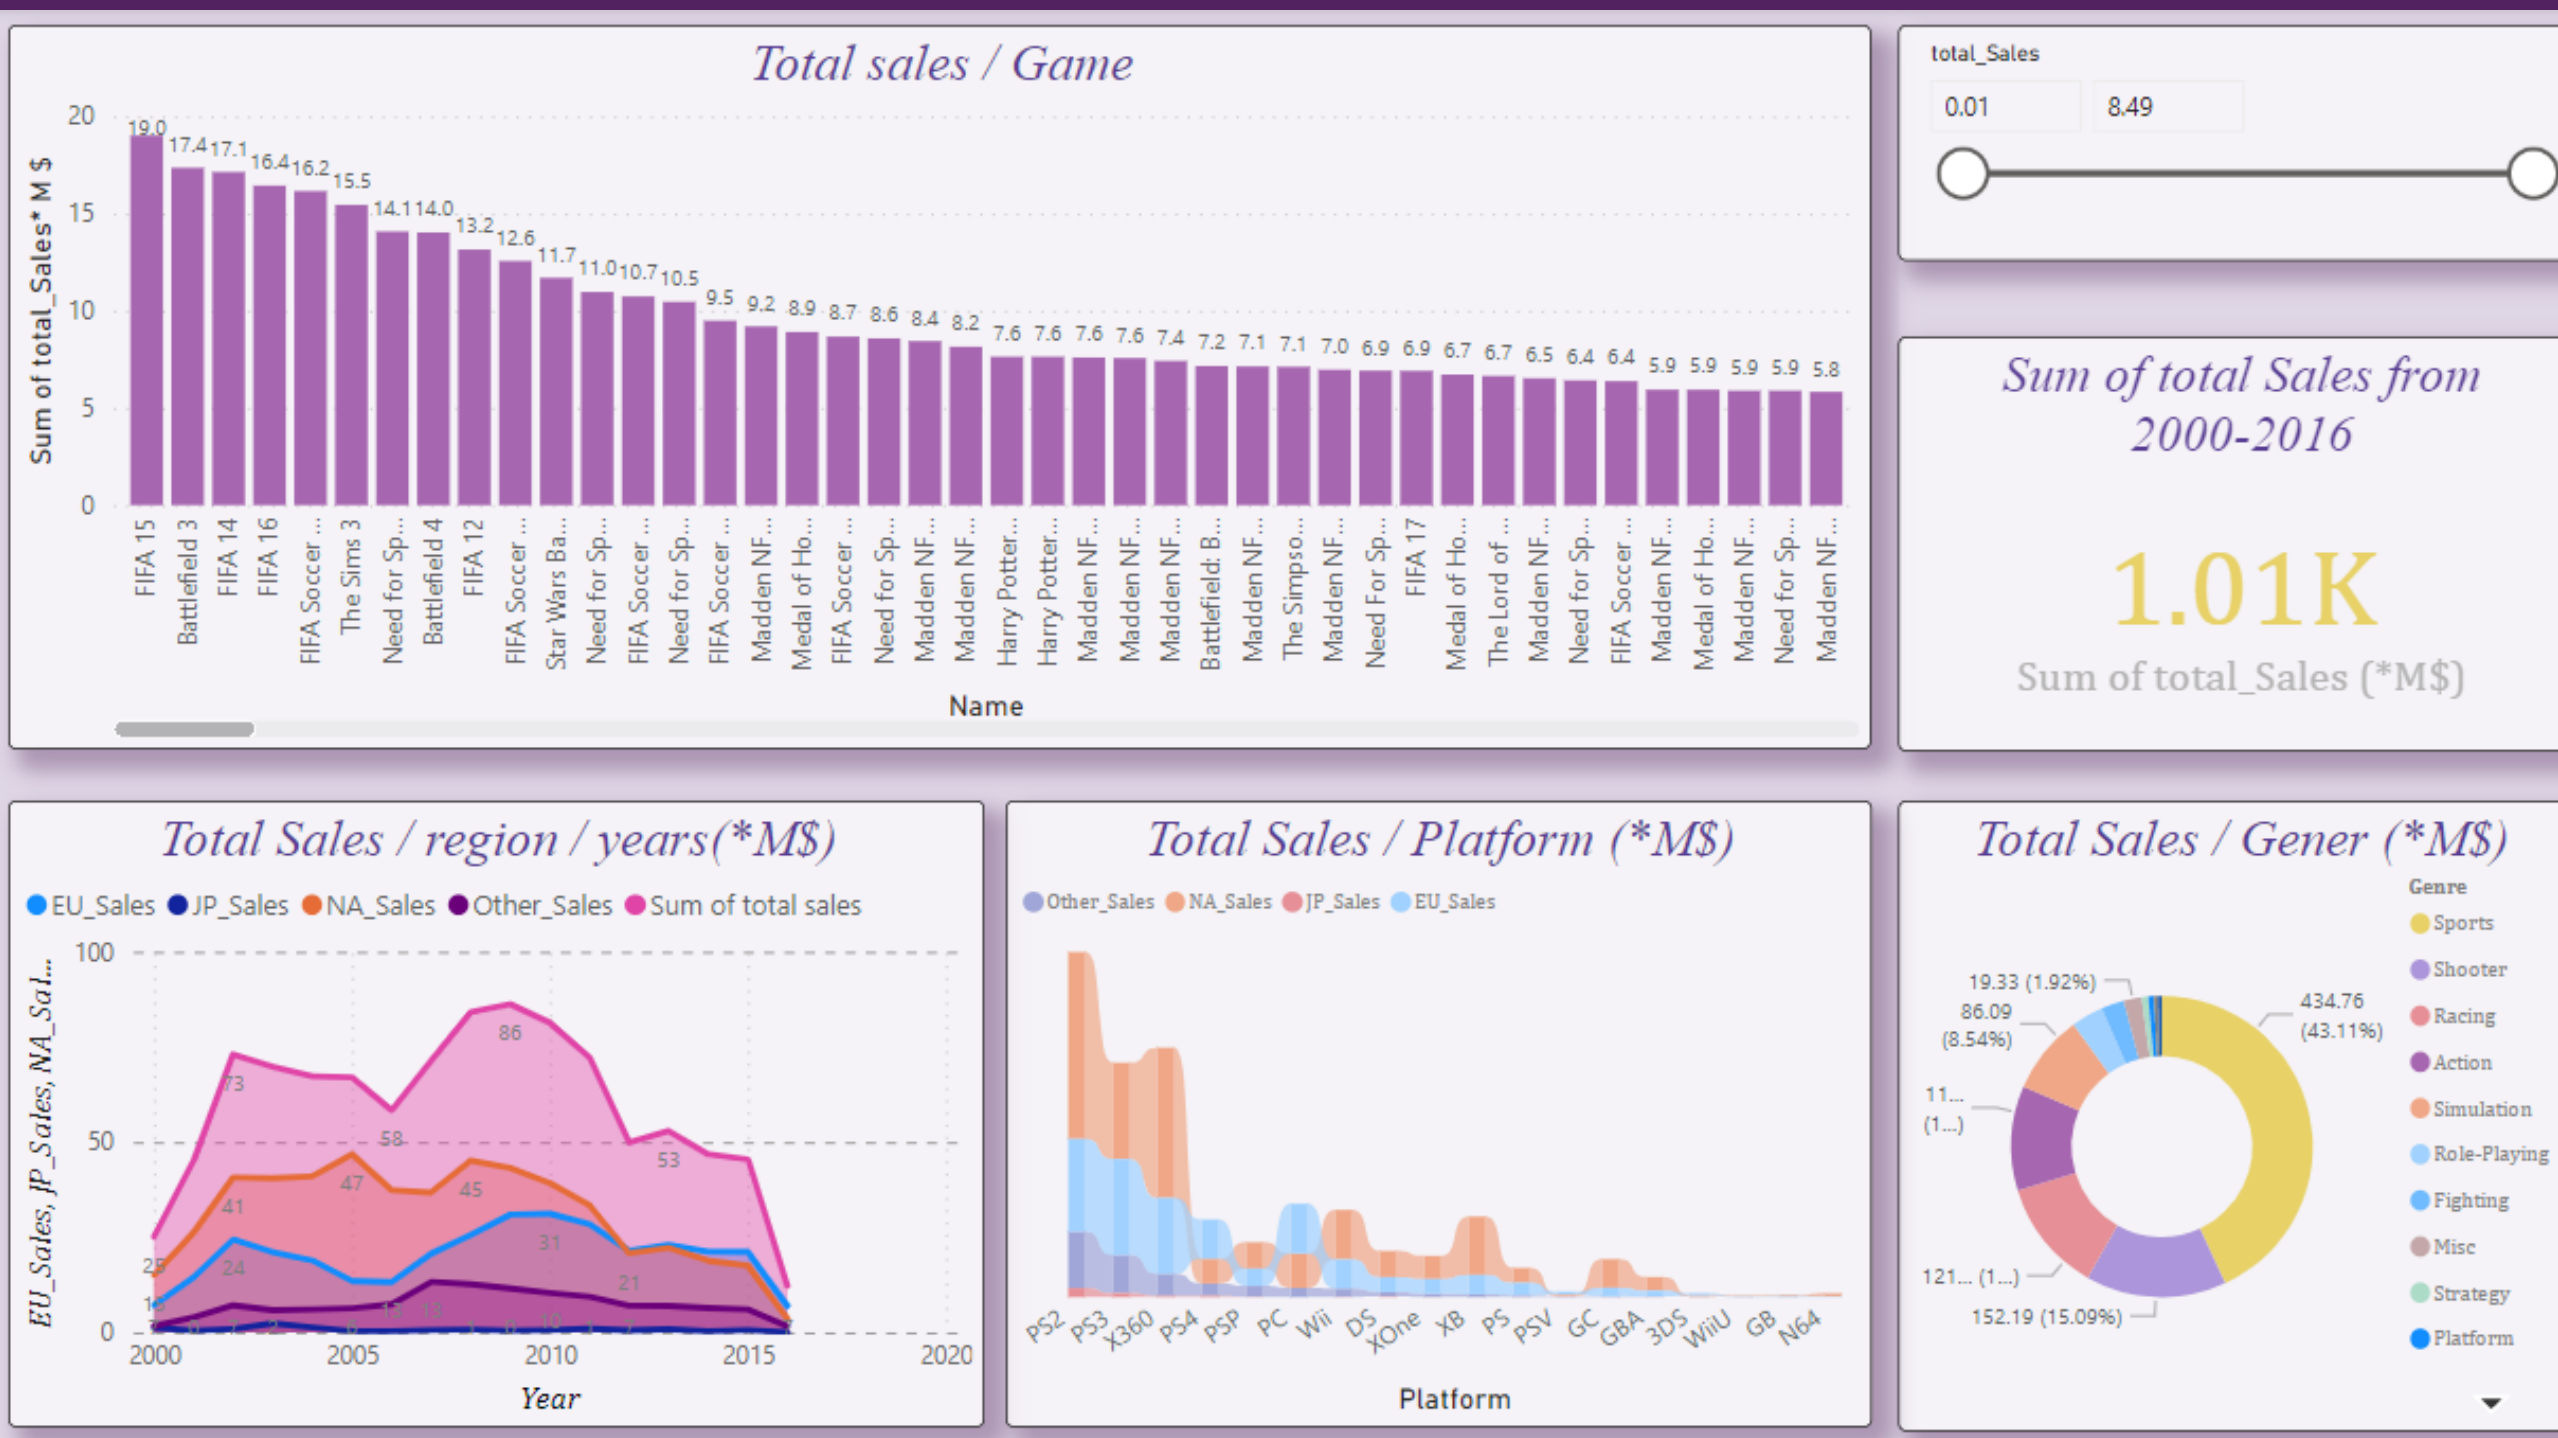 Total sales / Game
Sum of total_Sales* M $
20
15
10
5
0
19.0 17.4 17.1 16.4 16.2 15.5 14.1 14.0 13.2 12.6 11.7 11.0 10.7 10.5 9.5 9.2 8.9 8.7 8.6 8.4 8.2 7.6 7.6 7.6 7.6 7.4 7.2 7.1 7.1 7.0 6.9 6.9 6.7 6.7 6.5 6.4 6.4 5.9 5.9 5.9 5.9 5.8
FIFA 15
Battlefield 3
FIFA 14
FIFA 16
FIFA Soccer ...
The Sims 3
Need for Sp...
Battlefield 4
FIFA 12
FIFA Soccer ...
Star Wars Ba...
Need for Sp...
FIFA Soccer ...
Need for Sp...
FIFA Soccer ...
Madden NF...
Medal of Ho...
FIFA Soccer ...
Need for Sp...
Madden NF...
Madden NF...
Harry Potter...
Harry Potter...
Madden NF...
Madden NF...
Madden NF...
Battlefield: B...
Madden NF...
The Simpso...
Madden NF...
Need For Sp...
FIFA 17
Medal of Ho...
The Lord of ...
Madden NF...
Need for Sp...
FIFA Soccer ...
Madden NF...
Medal of Ho...
Madden NF...
Need for Sp...
Madden NF...
Name
total_Sales
0.01 8.49
Sum of total Sales from
2000-2016
1.01K
Sum of total_Sales (*M$)
Total Sales / region / years(*M$)
EU_Sales JP_Sales NA_Sales Other_Sales Sum of total sales
EU_Sales, JP_Sales, NA_Sal...
100
50
0
86
73
58
53
47
45
41
31
25
24
21
13
10
2000 2005 2010 2015 2020
Year
Total Sales / Platform (*M$)
Other_Sales NA_Sales JP_Sales EU_Sales
PS2 PS3 X360 PS4 PSP PC Wii DS XOne XB PS PSV GC GBA 3DS WiiU GB N64
Platform
Total Sales / Gener (*M$)
Genre
Sports
Shooter
Racing
Action
Simulation
Role-Playing
Fighting
Misc
Strategy
Platform
434.76
(43.11%)
19.33 (1.92%)
86.09
(8.54%)
11...
(1...)
121... (1...)
152.19 (15.09%)